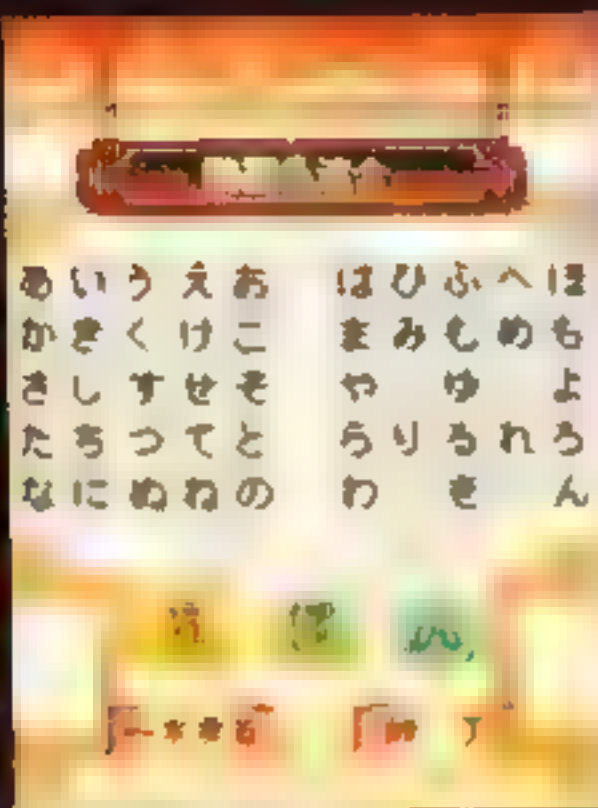 あいうえお はひふへほ
かきくけこ まみむめも
さしすせそ や ゆ よ
たちつてと らりるれろ
なにぬねの わ を ん